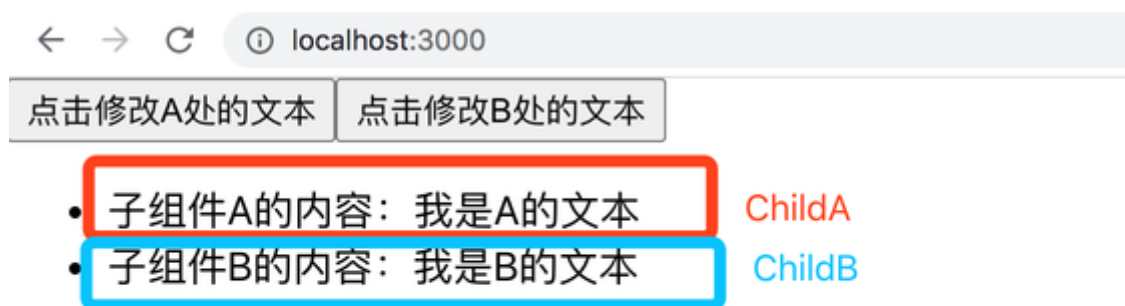 localhost:3000
点击修改A处的文本 点击修改B处的文本
子组件A的内容：我是A的文本 ChildA
子组件B的内容：我是B的文本 ChildB